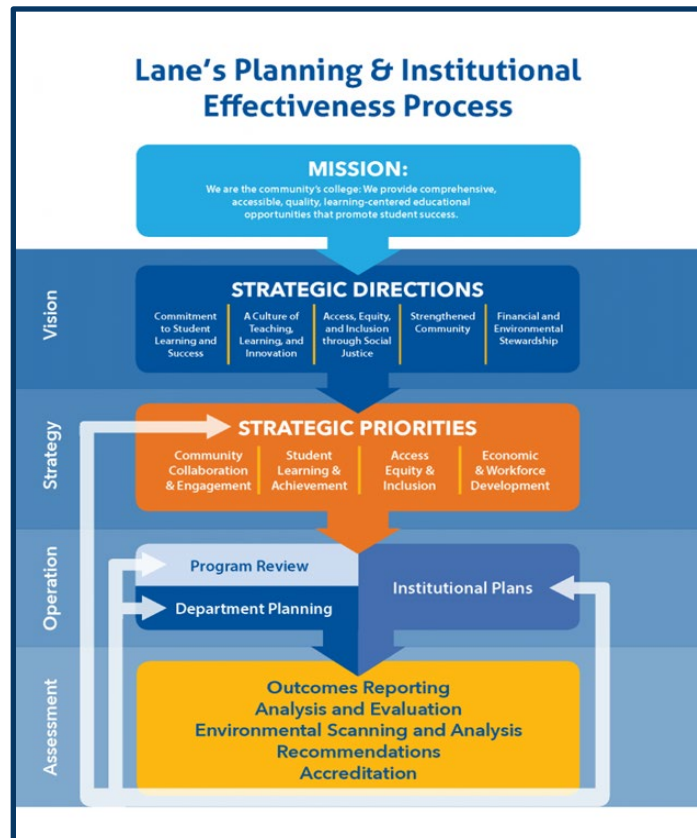 Lane's Planning & Institutional
Effectiveness Process
MISSION:
We are the community's college: We provide comprehensive,
accessible, quality, learning-centered educational
opportunities that promote student success.
Vision
STRATEGIC DIRECTIONS
Commitment
to Student
Learning and
Success
A Culture of
Teaching,
Learning, and
Innovation
Access, Equity,
and Inclusion
through Social
Justice
Strengthened
Community
Financial and
Environmental
Stewardship
Strategy
STRATEGIC PRIORITIES
Community
Collaboration
& Engagement
Student
Learning &
Achievement
Access
Equity &
Inclusion
Economic
& Workforce
Development
Operation
Program Review
Department Planning
Institutional Plans
Assessment
Outcomes Reporting
Analysis and Evaluation
Environmental Scanning and Analysis
Recommendations
Accreditation